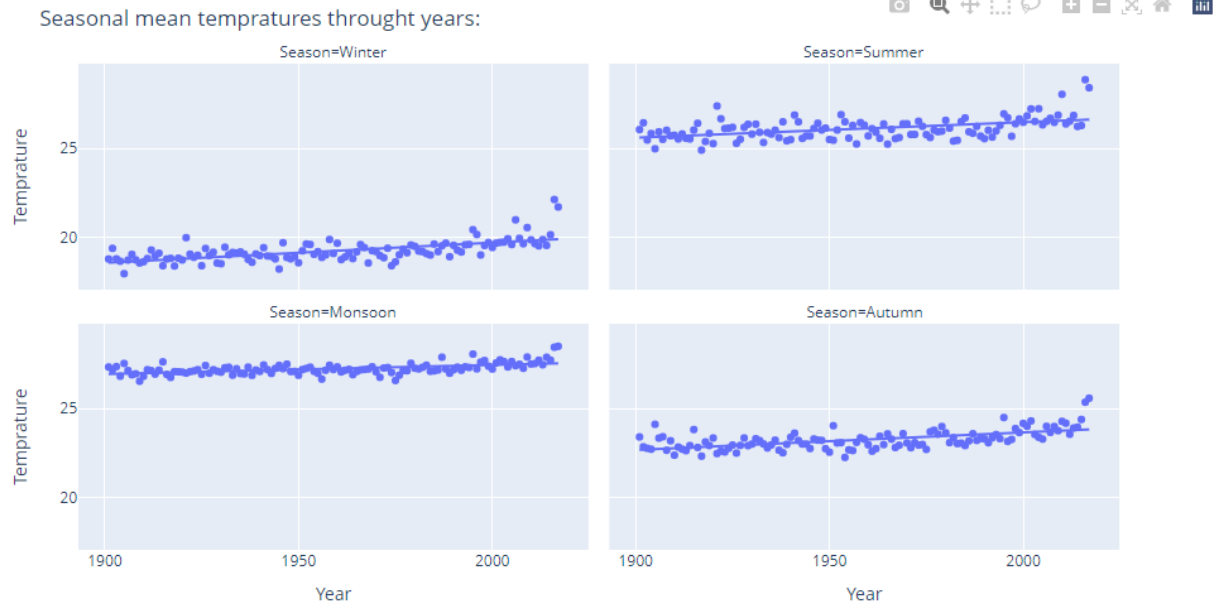 Seasonal mean tempratures throught years:
Season=Winter
Season=Summer
Temprature
25
20
Season=Monsoon
Season=Autumn
Temprature
25
20
1900
1950
2000
1900
1950
2000
Year
Year